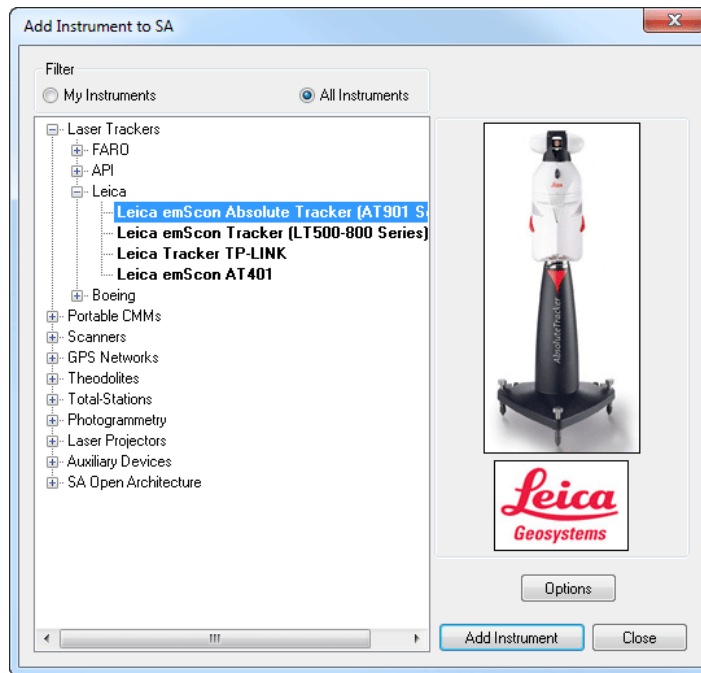 Add Instrument to SA
Filter
My Instruments
All Instruments
Laser Trackers
FARO
API
Leica
Leica emScon Absolute Tracker (AT901 S
Leica emScon Tracker (LT500-800 Series)
Leica Tracker TP-LINK
Leica emScon AT401
Boeing
Portable CMMs
Scanners
GPS Networks
Theodolites
Total-Stations
Photogrammetry
Laser Projectors
Auxiliary Devices
SA Open Architecture
Leica
AbsoluteTracker
Leica
Geosystems
Options
Add Instrument
Close